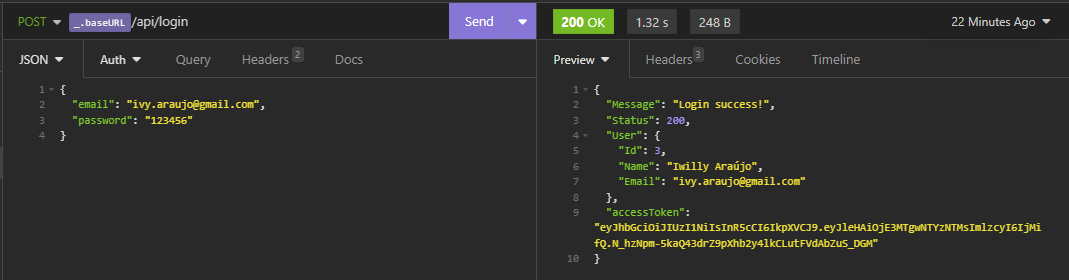 POST _.baseURL /api/login Send 200 OK 1.32 s 248 B 22 Minutes Ago
JSON Auth Query Headers 2 Docs Preview Headers 3 Cookies Timeline
1 {
2 "email": "ivy.araujo@gmail.com",
3 "password": "123456"
4 }
1 {
2 "Message": "Login success!",
3 "Status": 200,
4 "User": {
5 "Id": 3,
6 "Name": "Iwilly Araújo",
7 "Email": "ivy.araujo@gmail.com"
8 },
9 "accessToken":
"eyJhbGciOiJIUzI1NiIsInR5cCI6IkpXVCJ9.eyJleHAiOjE3MTgwNTYzNTMsImlzcyI6IjMi
fQ.N_hzNpm-5kaQ43drZ9pXhb2y4lkCLutFVdAbZuS_DGM"
10 }